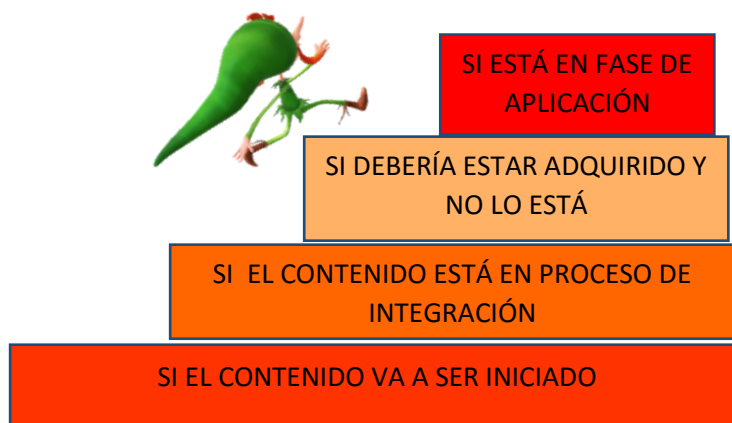 SI ESTÁ EN FASE DE
APLICACIÓN
SI DEBERÍA ESTAR ADQUIRIDO Y
NO LO ESTÁ
SI EL CONTENIDO ESTÁ EN PROCESO DE
INTEGRACIÓN
SI EL CONTENIDO VA A SER INICIADO